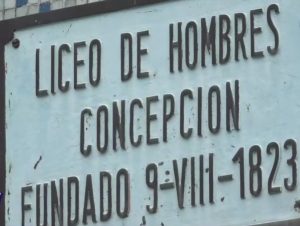 LICEO DE HOMBRES
CONCEPCION
FUNDADO 9-VIII-1823